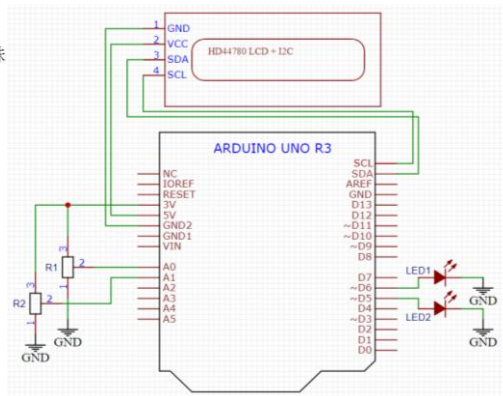 1 GND
2 VCC
3 SDA
4 SCL
HD44780 LCD + I2C
ARDUINO UNO R3
NC
IOREF
RESET
3V
5V
GND2
GND1
VIN
A0
A1
A2
A3
A4
A5
SCL
SDA
AREF
GND
D13
D12
~D11
~D10
~D9
D8
D7
~D6
~D5
D4
~D3
D2
D1
D0
3
R1 2
1
GND
3
R2 2
1
GND
LED1
GND
LED2
GND